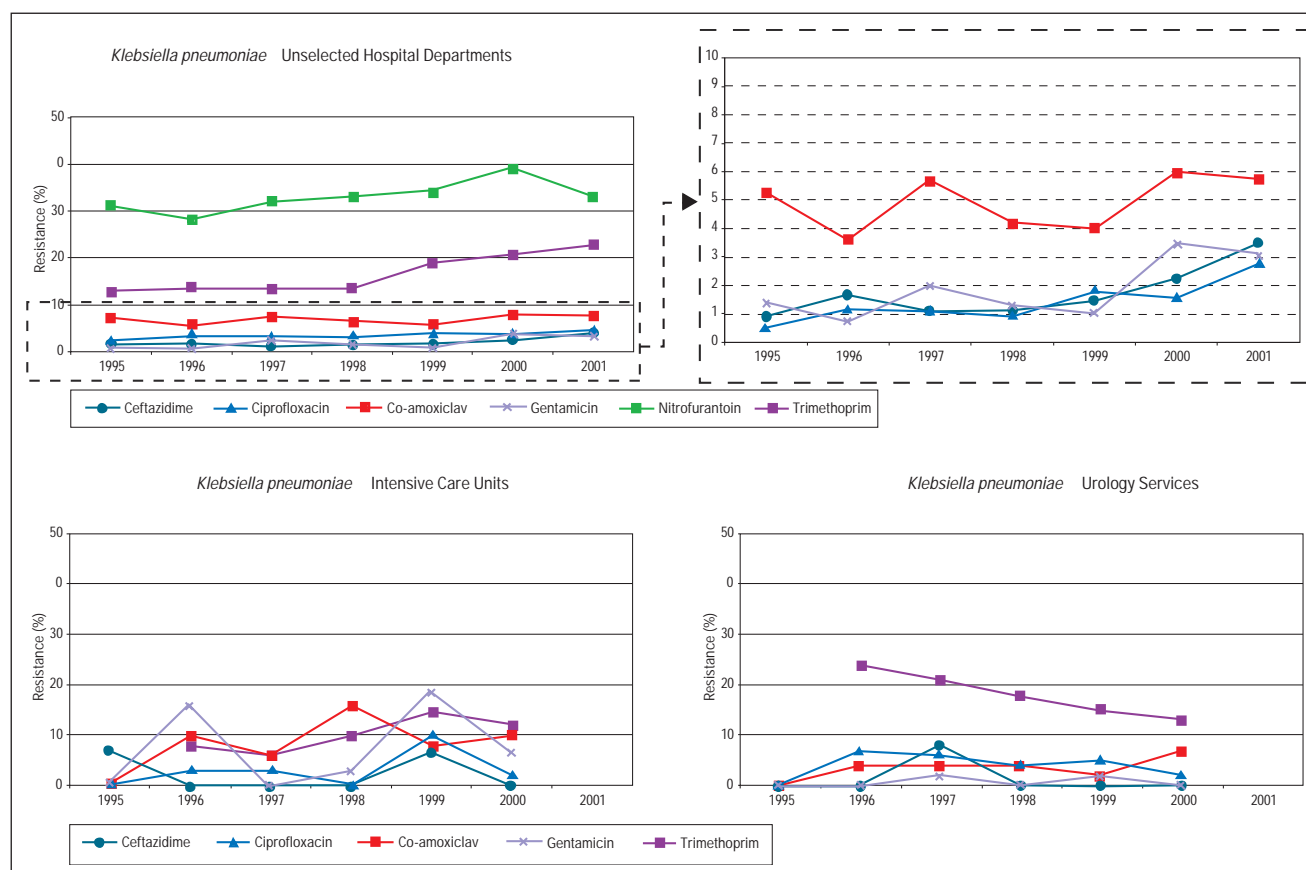 Klebsiella pneumoniae Unselected Hospital Departments
Resistance (%)
50
0
30
20
10
0
1995 1996 1997 1998 1999 2000 2001
10
9
8
7
6
5
4
3
2
1
0
1995 1996 1997 1998 1999 2000 2001
Ceftazidime Ciprofloxacin Co-amoxiclav Gentamicin Nitrofurantoin Trimethoprim
Klebsiella pneumoniae Intensive Care Units
Resistance (%)
50
0
30
20
10
0
1995 1996 1997 1998 1999 2000 2001
Klebsiella pneumoniae Urology Services
Resistance (%)
50
0
30
20
10
0
1995 1996 1997 1998 1999 2000 2001
Ceftazidime Ciprofloxacin Co-amoxiclav Gentamicin Trimethoprim